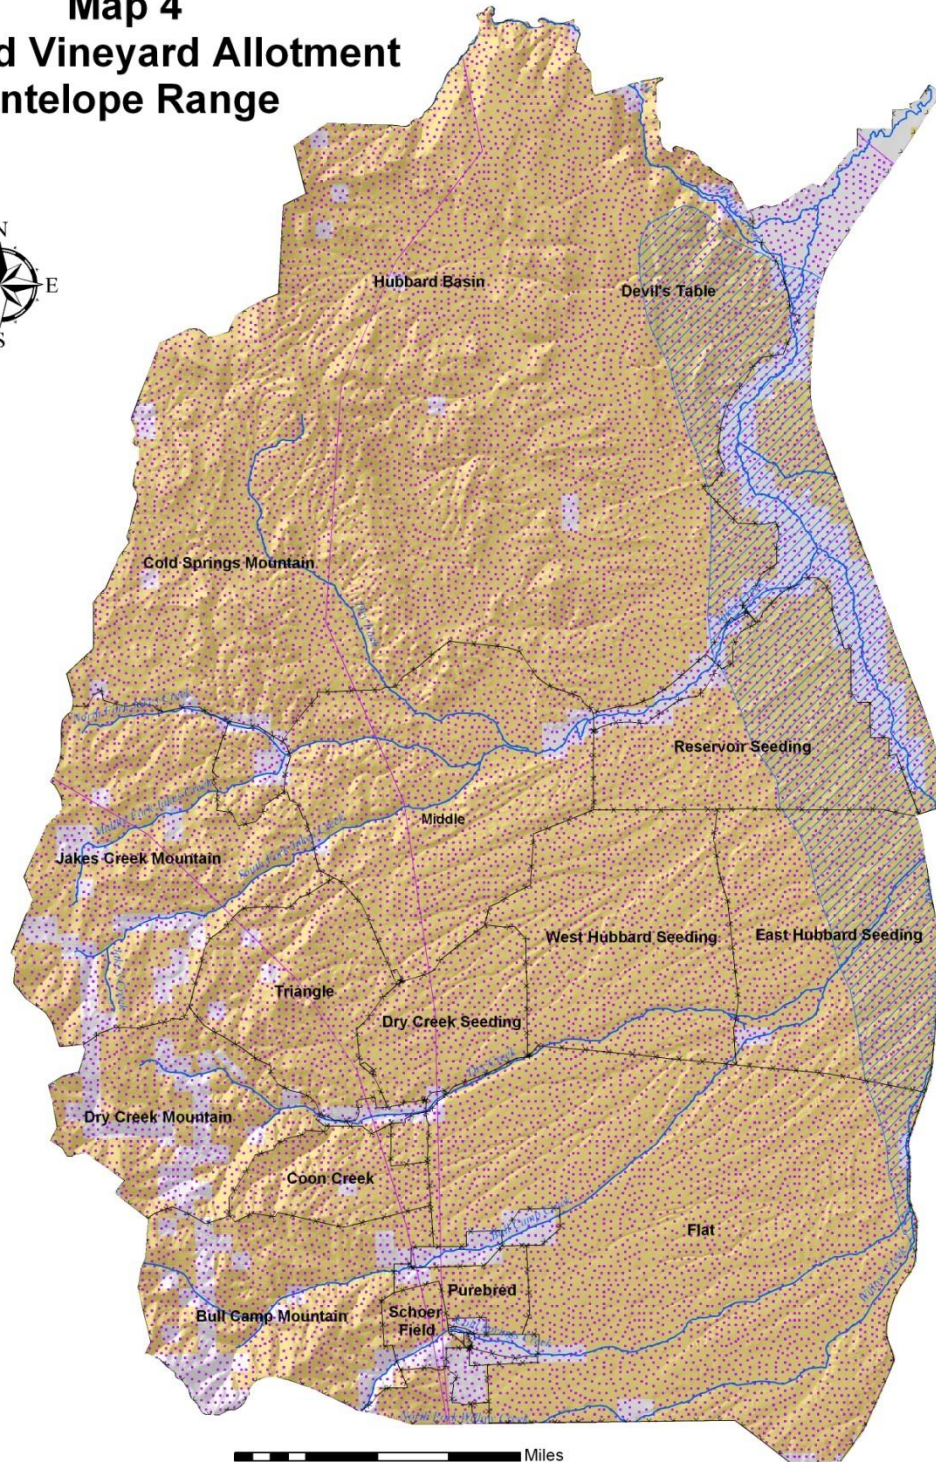 Map 4
d Vineyard Allotment
ntelope Range
N
E
S
Hubbard Basin
Devil's Table
Cold Springs Mountain
Reservoir Seeding
Middle
Jakes Creek Mountain
West Hubbard Seeding
East Hubbard Seeding
Triangle
Dry Creek Seeding
Dry Creek Mountain
Coon Creek
Flat
Purebred
Bull Camp Mountain
Schoer
Field
Miles